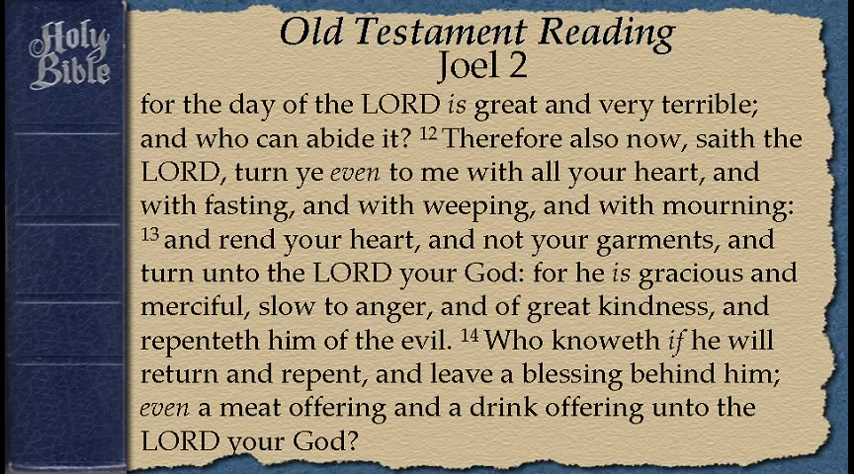 Holy
Bible
Old Testament Reading
Joel 2
for the day of the LORD is great and very terrible;
and who can abide it? 12 Therefore also now, saith the
LORD, turn ye even to me with all your heart, and
with fasting, and with weeping, and with mourning:
13 and rend your heart, and not your garments, and
turn unto the LORD your God: for he is gracious and
merciful, slow to anger, and of great kindness, and
repenteth him of the evil. 14 Who knoweth if he will
return and repent, and leave a blessing behind him;
even a meat offering and a drink offering unto the
LORD your God?